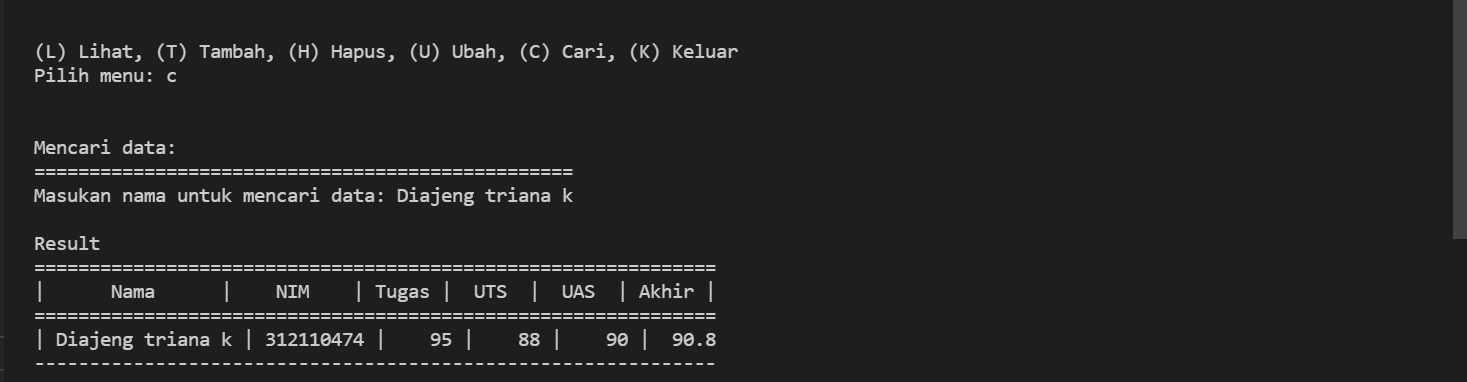 (L) Lihat, (T) Tambah, (H) Hapus, (U) Ubah, (C) Cari, (K) Keluar
Pilih menu: c
Mencari data:
=================================================
Masukan nama untuk mencari data: Diajeng triana k
Result
==============================================================
|      Nama      |    NIM    | Tugas |  UTS  |  UAS  | Akhir |
==============================================================
| Diajeng triana k | 312110474 |    95 |    88 |    90 |  90.8
--------------------------------------------------------------